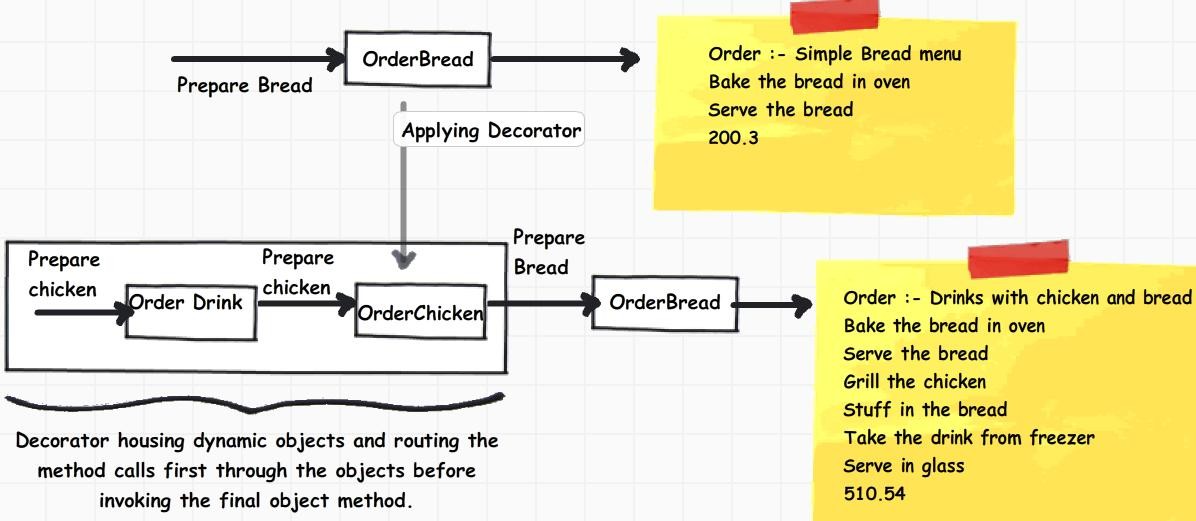 OrderBread
Prepare Bread
Applying Decorator
Order :- Simple Bread menu
Bake the bread in oven
Serve the bread
200.3
Prepare
chicken
Order Drink
Prepare
chicken
OrderChicken
Prepare
Bread
OrderBread
Order :- Drinks with chicken and bread
Bake the bread in oven
Serve the bread
Grill the chicken
Stuff in the bread
Take the drink from freezer
Serve in glass
510.54
Decorator housing dynamic objects and routing the
method calls first through the objects before
invoking the final object method.